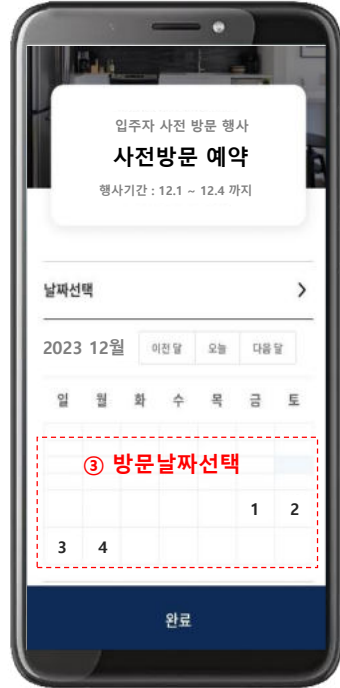 입주자 사전 방문 행사
사전방문 예약
행사기간 : 12.1 ~ 12.4 까지
날짜선택
2023 12월 이전 달 오늘 다음 달
일 월 화 수 목 금 토
③ 방문날짜선택
1 2
3 4
완료